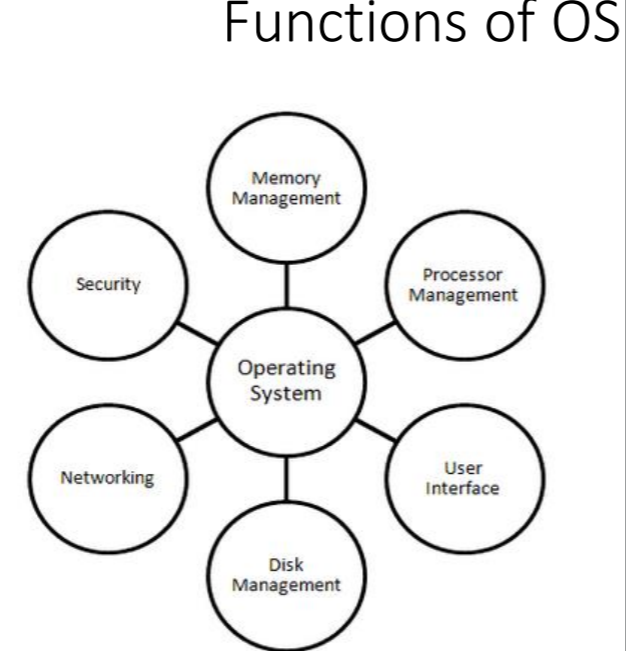 Functions of OS
Memory
Management
Security
Processor
Management
Operating
System
Networking
User
Interface
Disk
Management